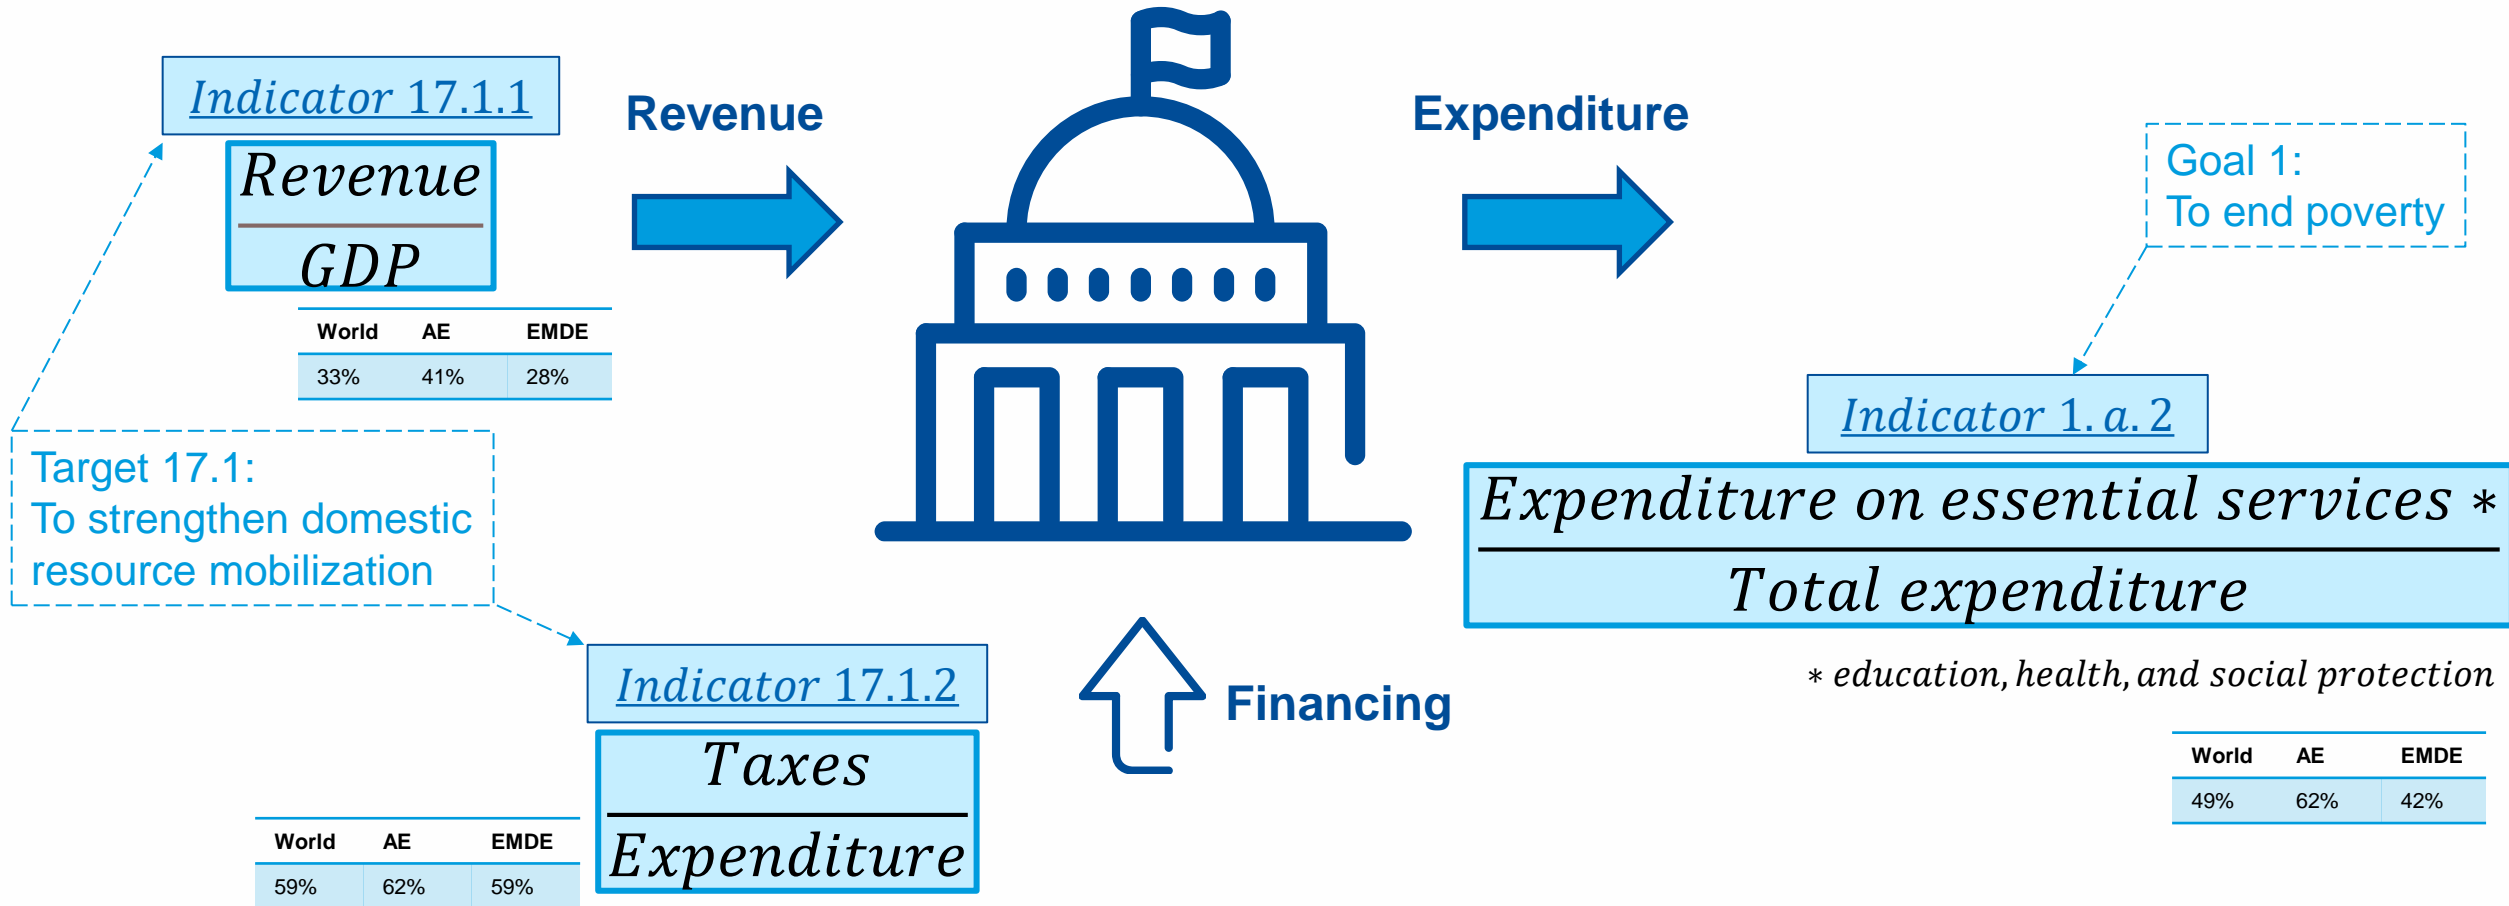 Indicator 17.1.1
Revenue
GDP
World AE EMDE
33% 41% 28%
Target 17.1:
To strengthen domestic
resource mobilization
Indicator 17.1.2
Taxes
Expenditure
World AE EMDE
59% 62% 59%
Revenue
Expenditure
Financing
Goal 1:
To end poverty
Indicator 1.a.2
Expenditure on essential services *
Total expenditure
* education, health, and social protection
World AE EMDE
49% 62% 42%